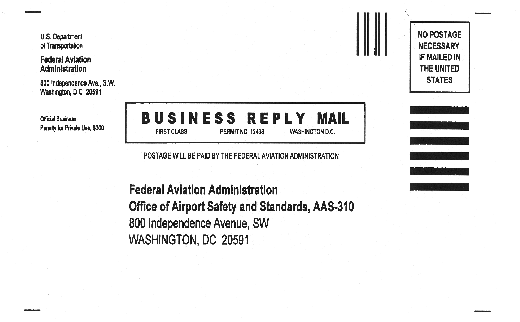 U.S. Department
of Transportation
Federal Aviation
Administration
800 Independence Ave., S.W.
Washington, D.C. 20591
Official Business
Penalty for Private Use, $300
NO POSTAGE
NECESSARY
IF MAILED IN
THE UNITED
STATES
BUSINESS REPLY MAIL
FIRST CLASS PERMIT NO. WASHINGTON D.C.
POSTAGE WILL BE PAID BY THE FEDERAL AVIATION ADMINISTRATION
Federal Aviation Administration
Office of Airport Safety and Standards, AAS-310
800 Independence Avenue, SW
WASHINGTON, DC 20591